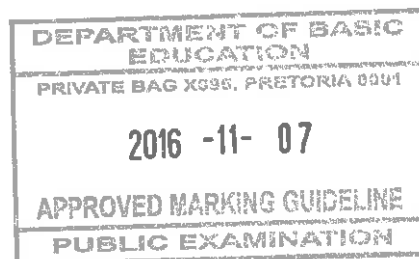 DEPARTMENT OF BASIC
EDUCATION
PRIVATE BAG X895, PRETORIA 0001
2016 -11- 07
APPROVED MARKING GUIDELINE
PUBLIC EXAMINATION